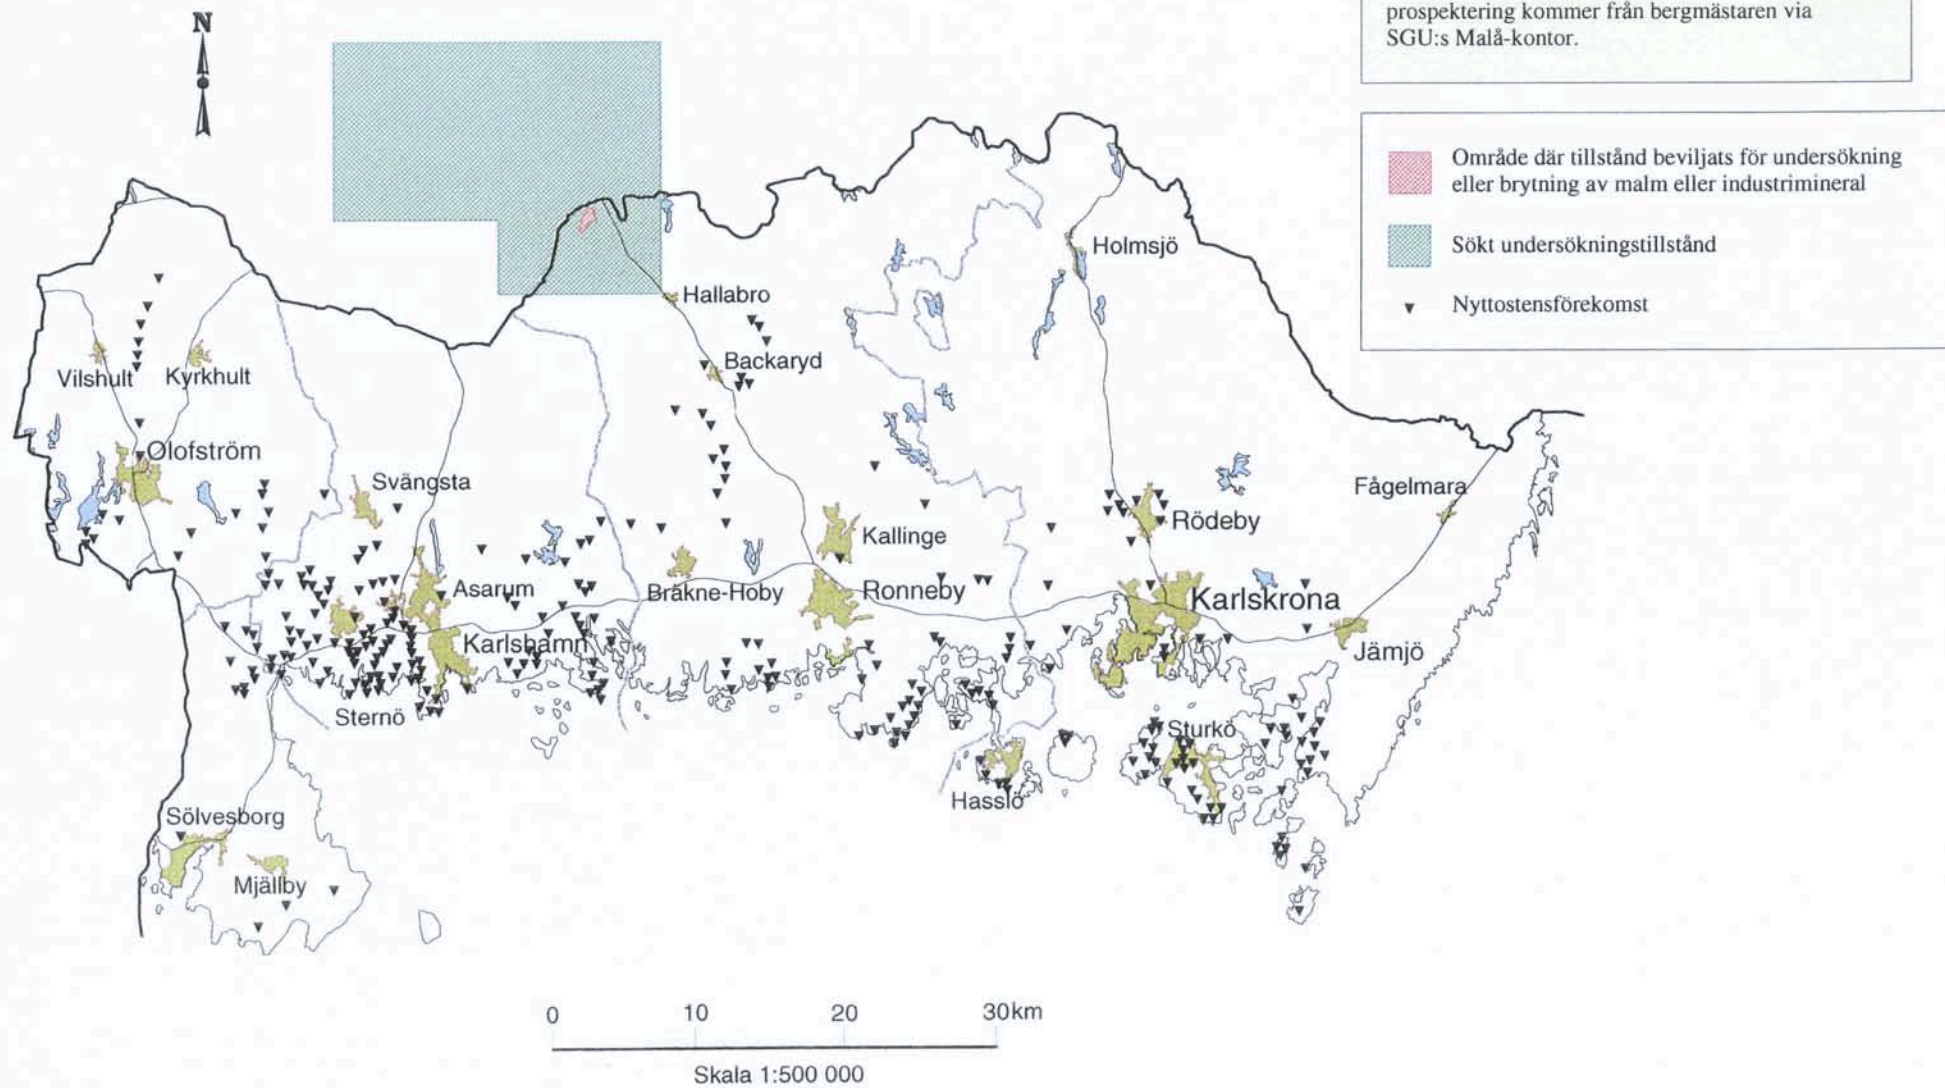 N
prospektering kommer från bergmästaren via
SGU:s Malå-kontor.
Område där tillstånd beviljats för undersökning
eller brytning av malm eller industrimineral
Sökt undersökningstillstånd
Nyttostensförekomst
Holmsjö
Hallabro
Backaryd
Vilshult
Kyrkhult
Olofström
Svängsta
Fågelmara
Rödeby
Kallinge
Asarum
Bräkne-Hoby
Ronneby
Karlskrona
Karlshamn
Jämjö
Sternö
Sturkö
Hasslö
Sölvesborg
Mjällby
0 10 20 30km
Skala 1:500 000